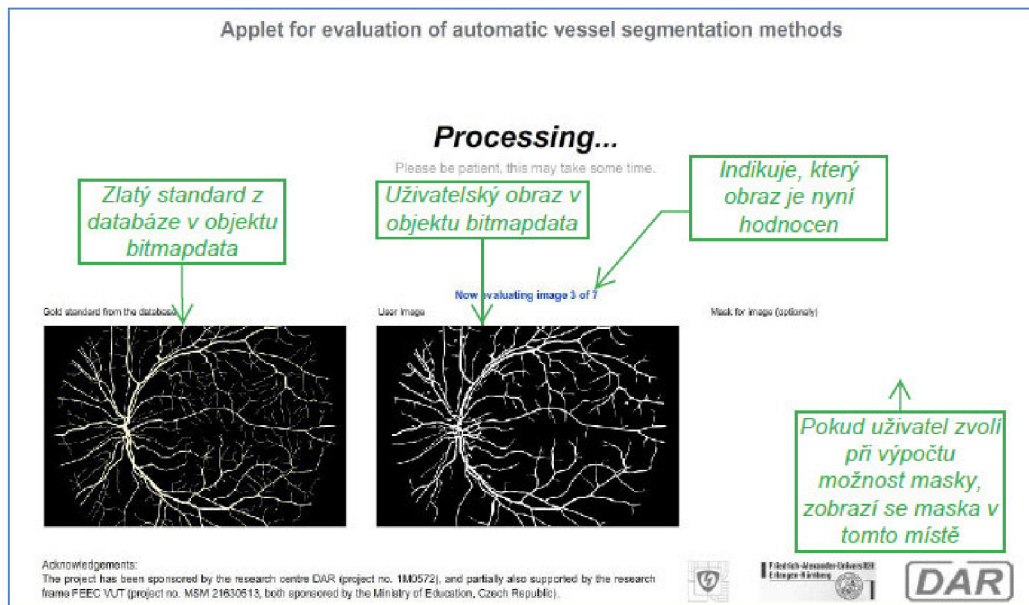 Applet for evaluation of automatic vessel segmentation methods
Processing...
Please be patient, this may take some time.
Zlatý standard z
databáze v objektu
bitmapdata
Uživatelský obraz v
objektu bitmapdata
Indikuje, který
obraz je nyní
hodnocen
Now evaluating image 3 of 7
Gold standard from the database
User image
Mask for image (optionaly)
Pokud uživatel zvolí
při výpočtu
možnost masky,
zobrazí se maska v
tomto místě
Acknowledgements:
The project has been sponsored by the research centre DAR (project no. 1M0572), and partially also supported by the research
frame FEEC VUT (project no. MSM 21630513, both sponsored by the Ministry of Education, Czech Republic).
Friedrich-Alexander-Universität
Erlangen-Nürnberg
DAR